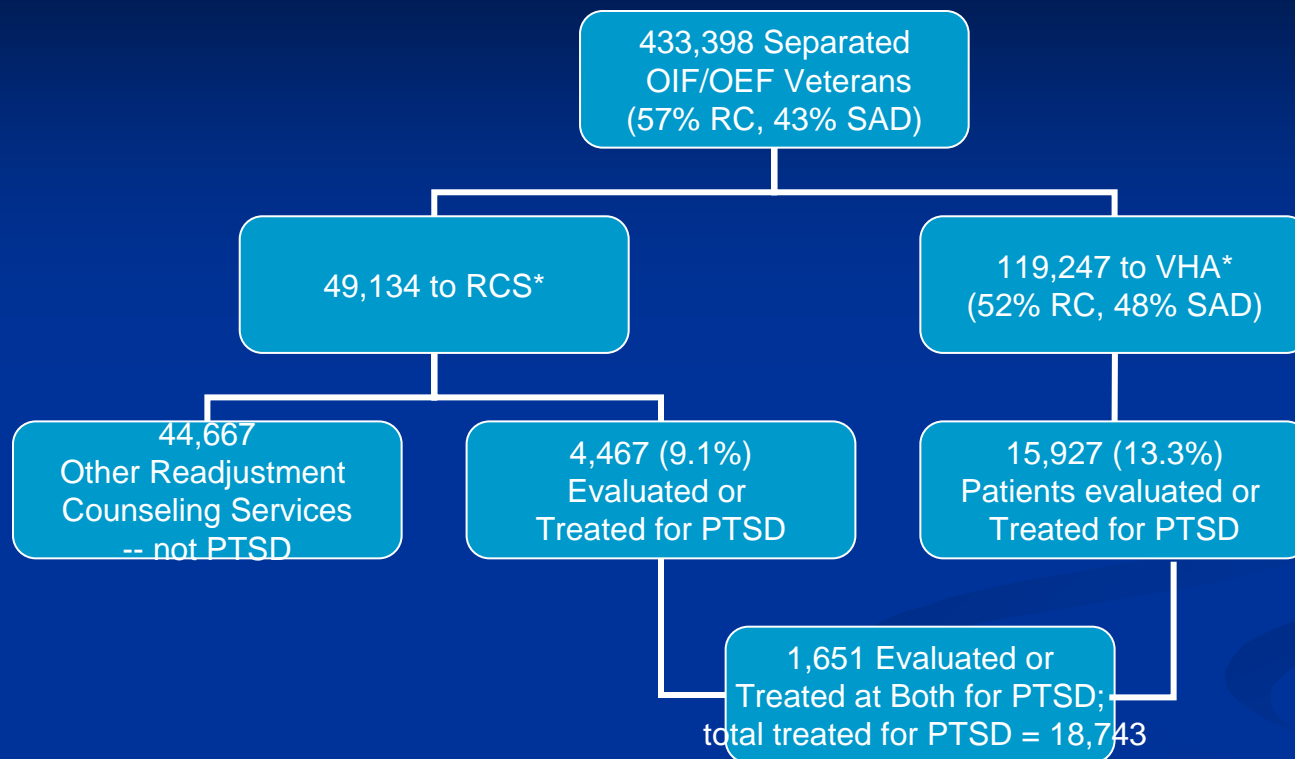 433,398 Separated
OIF/OEF Veterans
(57% RC, 43% SAD)
49,134 to RCS*
119,247 to VHA*
(52% RC, 48% SAD)
44,667
Other Readjustment
Counseling Services
-- not PTSD
4,467 (9.1%)
Evaluated or
Treated for PTSD
15,927 (13.3%)
Patients evaluated or
Treated for PTSD
1,651 Evaluated or
Treated at Both for PTSD;
total treated for PTSD = 18,743